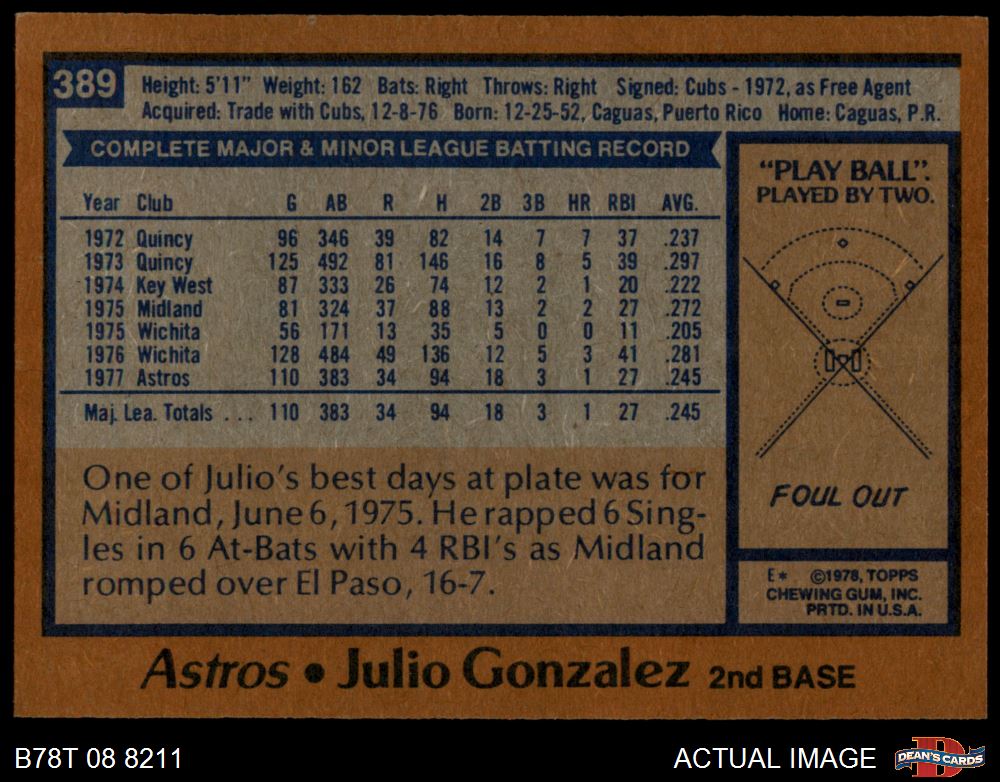 389
Height: 5'11" Weight: 162 Bats: Right Throws: Right Signed: Cubs - 1972, as Free Agent
Acquired: Trade with Cubs, 12-8-76 Born: 12-25-52, Caguas, Puerto Rico Home: Caguas, P.R.
COMPLETE MAJOR & MINOR LEAGUE BATTING RECORD
Year Club G AB R H 2B 3B HR RBI AVG.
1972 Quincy 96 346 39 82 14 7 7 37 .237
1973 Quincy 125 492 81 146 16 8 5 39 .297
1974 Key West 87 333 26 74 12 2 1 20 .222
1975 Midland 81 324 37 88 13 2 2 27 .272
1975 Wichita 56 171 13 35 5 0 0 11 .205
1976 Wichita 128 484 49 136 12 5 3 41 .281
1977 Astros 110 383 34 94 18 3 1 27 .245
Maj. Lea. Totals . . . 110 383 34 94 18 3 1 27 .245
One of Julio's best days at plate was for
Midland, June 6, 1975. He rapped 6 Sing-
les in 6 At-Bats with 4 RBI's as Midland
romped over El Paso, 16-7.
"PLAY BALL".
PLAYED BY TWO.
FOUL OUT
E* ©1978, TOPPS
CHEWING GUM, INC.
PRTD. IN U.S.A.
Astros • Julio Gonzalez 2nd BASE
B78T 08 8211
ACTUAL IMAGE
D
DEAN'S CARDS